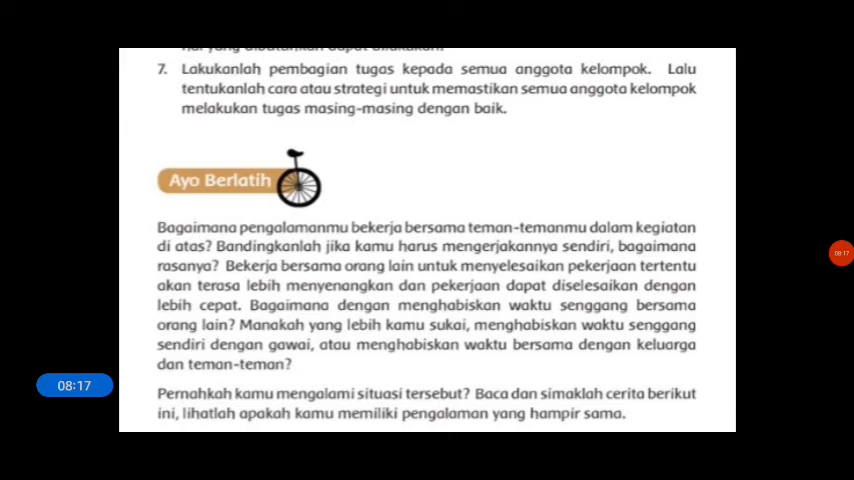 7. Lakukanlah pembagian tugas kepada semua anggota kelompok. Lalu
tentukanlah cara atau strategi untuk memastikan semua anggota kelompok
melakukan tugas masing-masing dengan baik.
Ayo Berlatih
Bagaimana pengalamanmu bekerja bersama teman-temanmu dalam kegiatan
di atas? Bandingkanlah jika kamu harus mengerjakannya sendiri, bagaimana
rasanya? Bekerja bersama orang lain untuk menyelesaikan pekerjaan tertentu
akan terasa lebih menyenangkan dan pekerjaan dapat diselesaikan dengan
lebih cepat. Bagaimana dengan menghabiskan waktu senggang bersama
orang lain? Manakah yang lebih kamu sukai, menghabiskan waktu senggang
sendiri dengan gawai, atau menghabiskan waktu bersama dengan keluarga
dan teman-teman?
Pernahkah kamu mengalami situasi tersebut? Baca dan simaklah cerita berikut
ini, lihatlah apakah kamu memiliki pengalaman yang hampir sama.
08:17
08:17